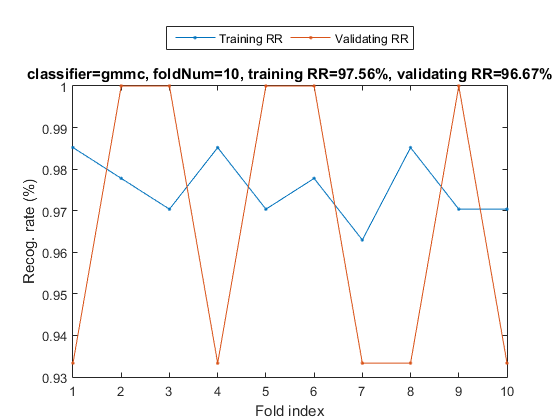 Training RR Validating RR
classifier=gmmc, foldNum=10, training RR=97.56%, validating RR=96.67%
1
0.99
0.98
0.97
0.96
0.95
0.94
0.93
Recog. rate (%)
1 2 3 4 5 6 7 8 9 10
Fold index